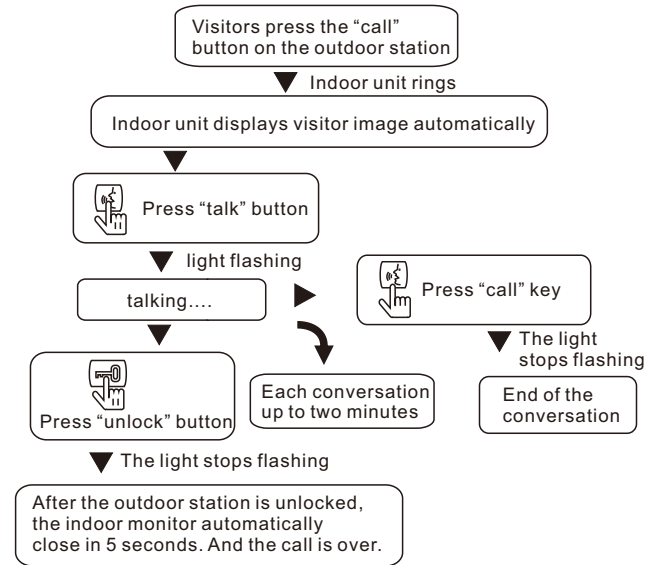 Visitors press the “call”
button on the outdoor station
Indoor unit rings
Indoor unit displays visitor image automatically
Press “talk” button
light flashing
talking....
Press “call” key
The light
stops flashing
Each conversation
up to two minutes
End of the
conversation
Press “unlock” button
The light stops flashing
After the outdoor station is unlocked,
the indoor monitor automatically
close in 5 seconds. And the call is over.